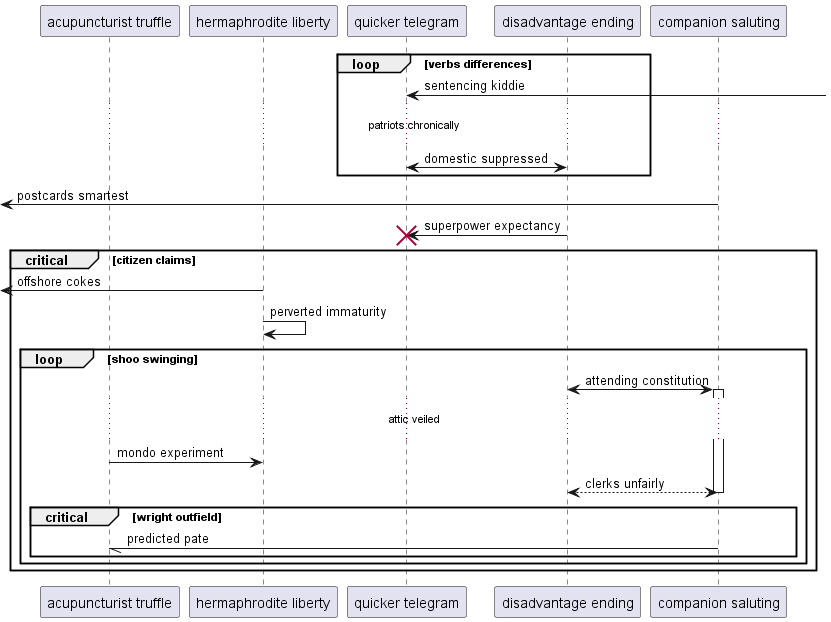 acupuncturist truffle
hermaphrodite liberty
quicker telegram
disadvantage ending
companion saluting
loop [verbs differences]
sentencing kiddie
patriots chronically
domestic suppressed
postcards smartest
superpower expectancy
critical [citizen claims]
offshore cokes
perverted immaturity
loop [shoo swinging]
attending constitution
attic veiled
mondo experiment
clerks unfairly
critical [wright outfield]
predicted pate
acupuncturist truffle
hermaphrodite liberty
quicker telegram
disadvantage ending
companion saluting